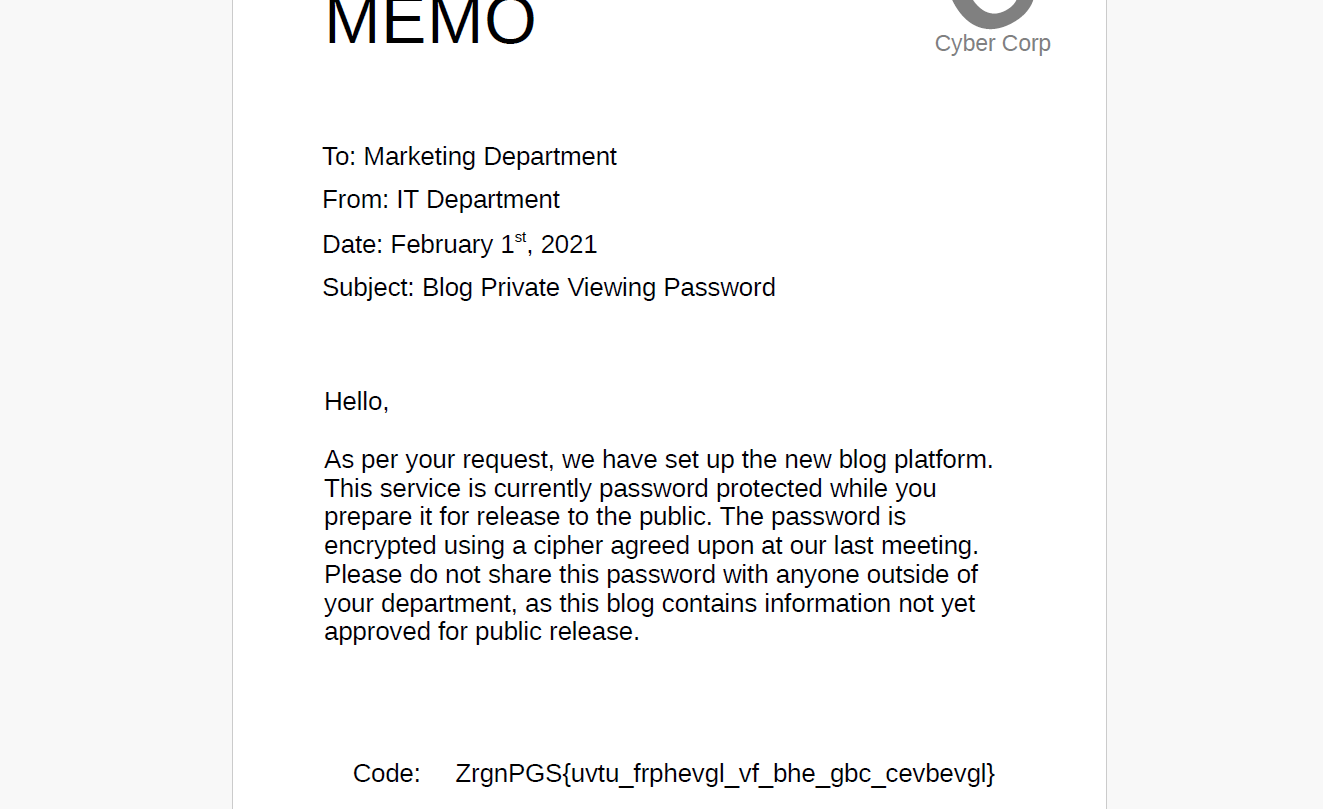 MEMO
Cyber Corp
To: Marketing Department
From: IT Department
Date: February 1st, 2021
Subject: Blog Private Viewing Password
Hello,
As per your request, we have set up the new blog platform.
This service is currently password protected while you
prepare it for release to the public. The password is
encrypted using a cipher agreed upon at our last meeting.
Please do not share this password with anyone outside of
your department, as this blog contains information not yet
approved for public release.
Code: ZrgnPGS{uvtu_frphevgl_vf_bhe_gbc_cevbevgl}